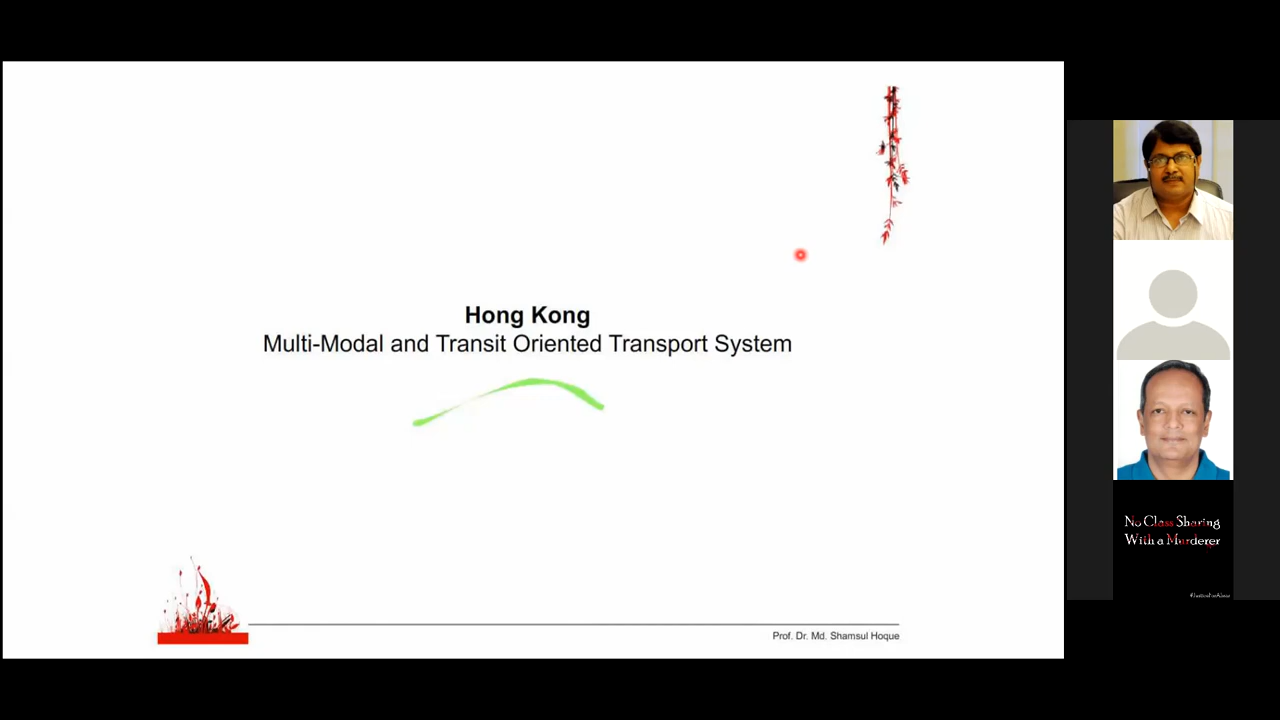 Hong Kong
Multi-Modal and Transit Oriented Transport System
Prof. Dr. Md. Shamsul Hoque
No Class Sharing
With a Murderer